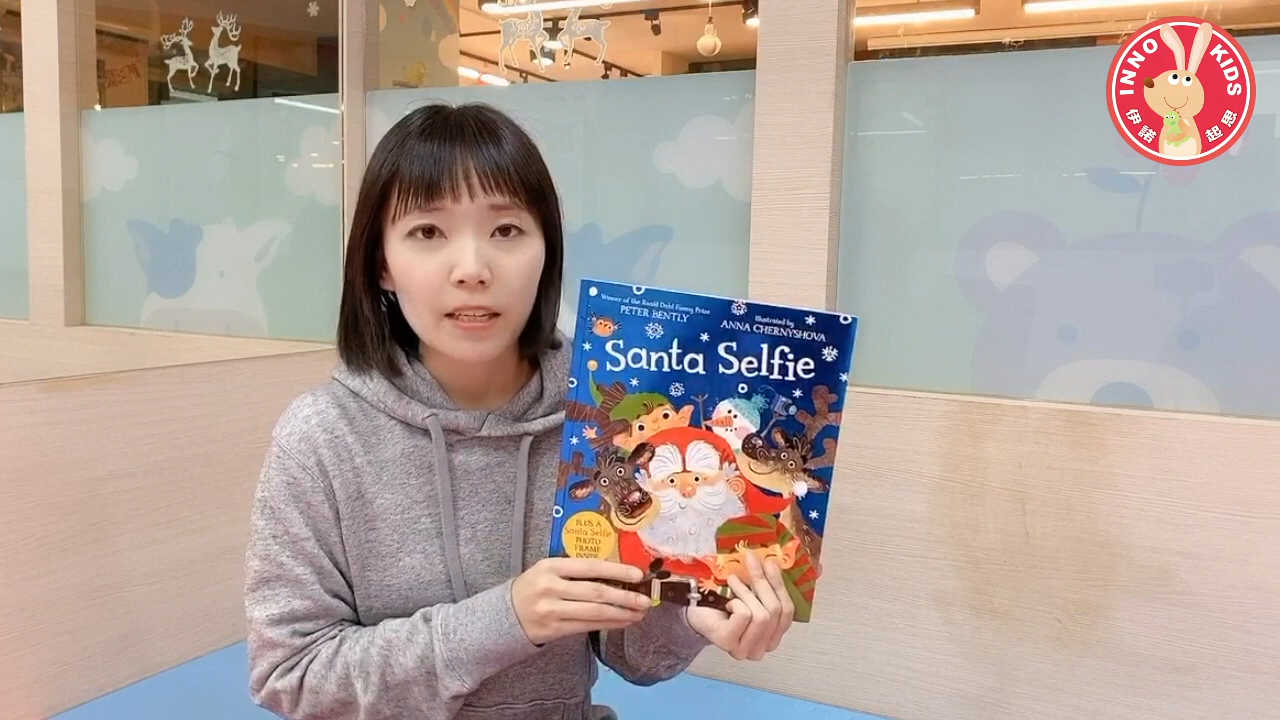 INNO KIDS
伊諾 起思
Winner of the Roald Dahl Funny Prize
PETER BENTLY
Illustrated by
ANNA CHERNYSHOVA
Santa Selfie
PLUS A
Santa Selfie
PHOTO
FRAME
INSIDE